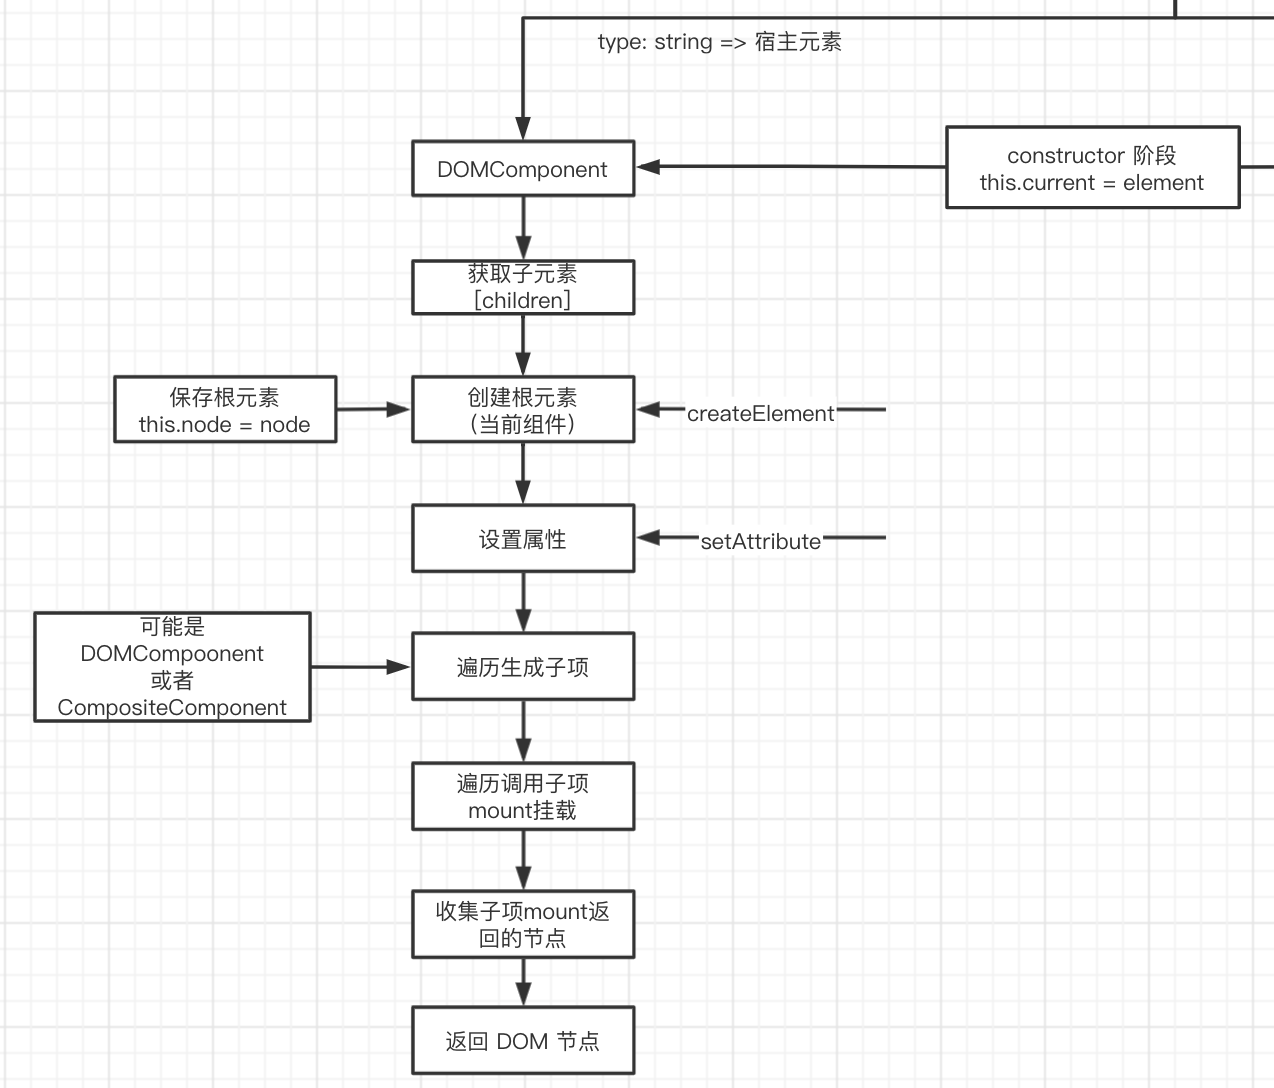 type: string => 宿主元素
DOMComponent
constructor 阶段
this.current = element
获取子元素
[children]
保存根元素
this.node = node
创建根元素
（当前组件）
createElement
设置属性
setAttribute
可能是
DOMCompoonent
或者
CompositeComponent
遍历生成子项
遍历调用子项
mount挂载
收集子项mount返
回的节点
返回 DOM 节点